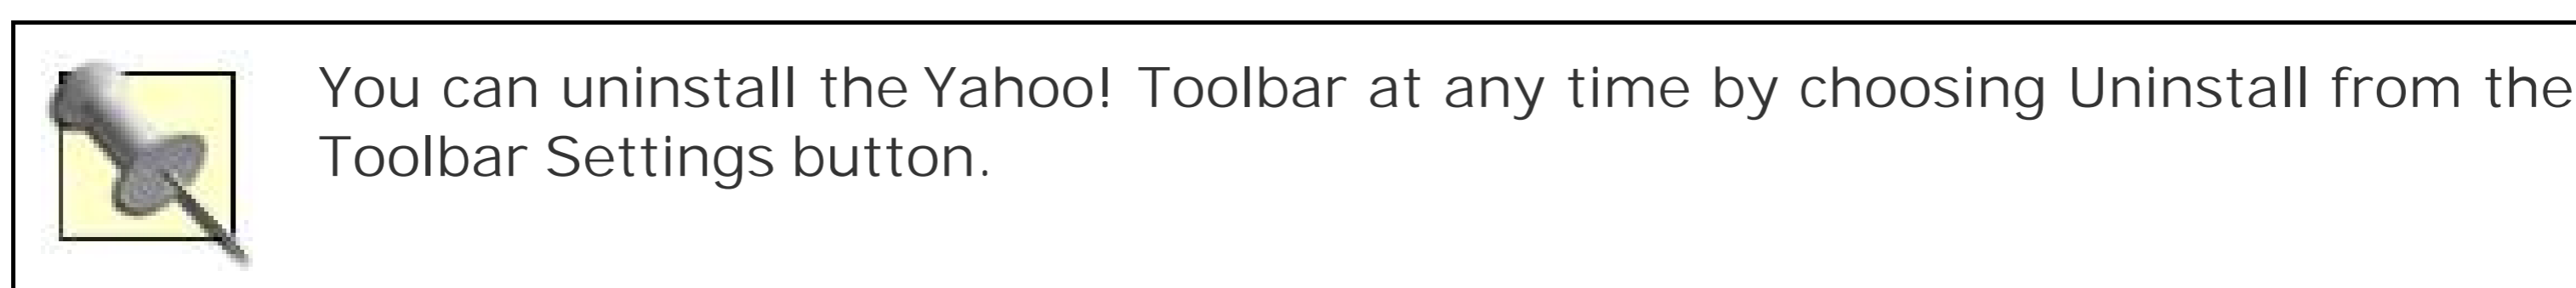 You can uninstall the Yahoo! Toolbar at any time by choosing Uninstall from the
Toolbar Settings button.